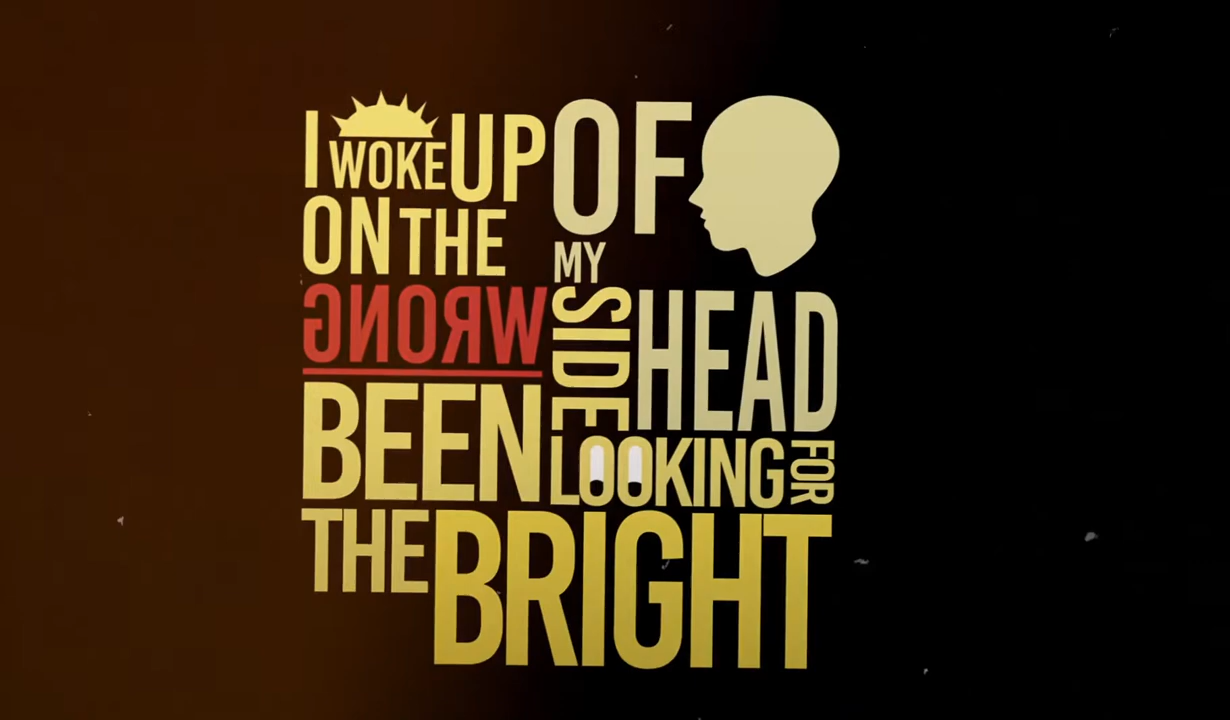 I WOKE UP
ON THE
WRONG
SIDE
OF
MY
HEAD
BEEN
LOOKING
FOR
THE
BRIGHT